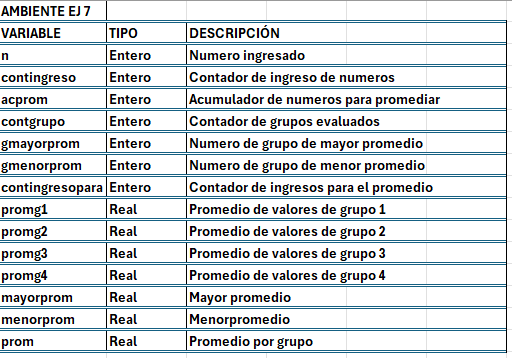 AMBIENTE EJ 7
VARIABLE TIPO DESCRIPCIÓN
n Entero Numero ingresado
contingreso Entero Contador de ingreso de numeros
acprom Entero Acumulador de numeros para promediar
contgrupo Entero Contador de grupos evaluados
gmayorprom Entero Numero de grupo de mayor promedio
gmenorprom Entero Numero de grupo de menor promedio
contingresopara Entero Contador de ingresos para el promedio
promg1 Real Promedio de valores de grupo 1
promg2 Real Promedio de valores de grupo 2
promg3 Real Promedio de valores de grupo 3
promg4 Real Promedio de valores de grupo 4
mayorprom Real Mayor promedio
menorprom Real Menorpromedio
prom Real Promedio por grupo